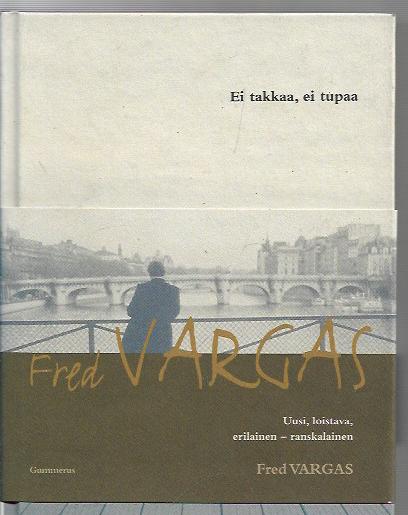 Ei takkaa, ei tupaa
Fred VARGAS
Uusi, loistava,
erilainen – ranskalainen
Gummerus
Fred VARGAS